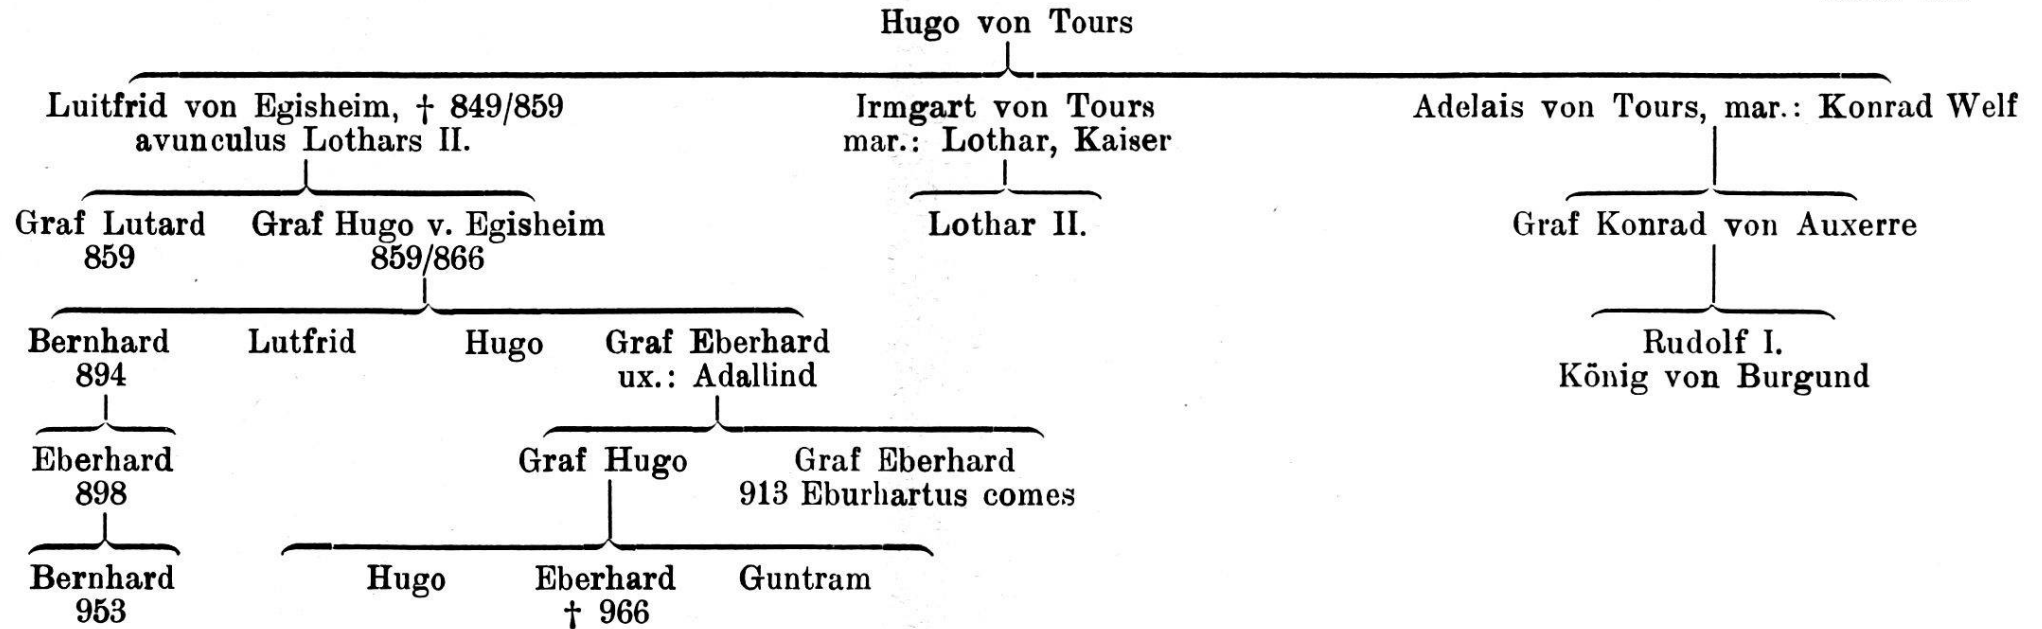 Hugo von Tours
Luitfrid von Egisheim, † 849/859 Irmgart von Tours Adelais von Tours, mar.: Konrad Welf
avunculus Lothars II. mar.: Lothar, Kaiser
Graf Lutard Graf Hugo v. Egisheim Lothar II. Graf Konrad von Auxerre
859 859/866
Bernhard Lutfrid Hugo Graf Eberhard Rudolf I.
894 ux.: Adallind König von Burgund
Eberhard Graf Hugo Graf Eberhard
898 913 Eburhartus comes
Bernhard Hugo Eberhard Guntram
953 † 966